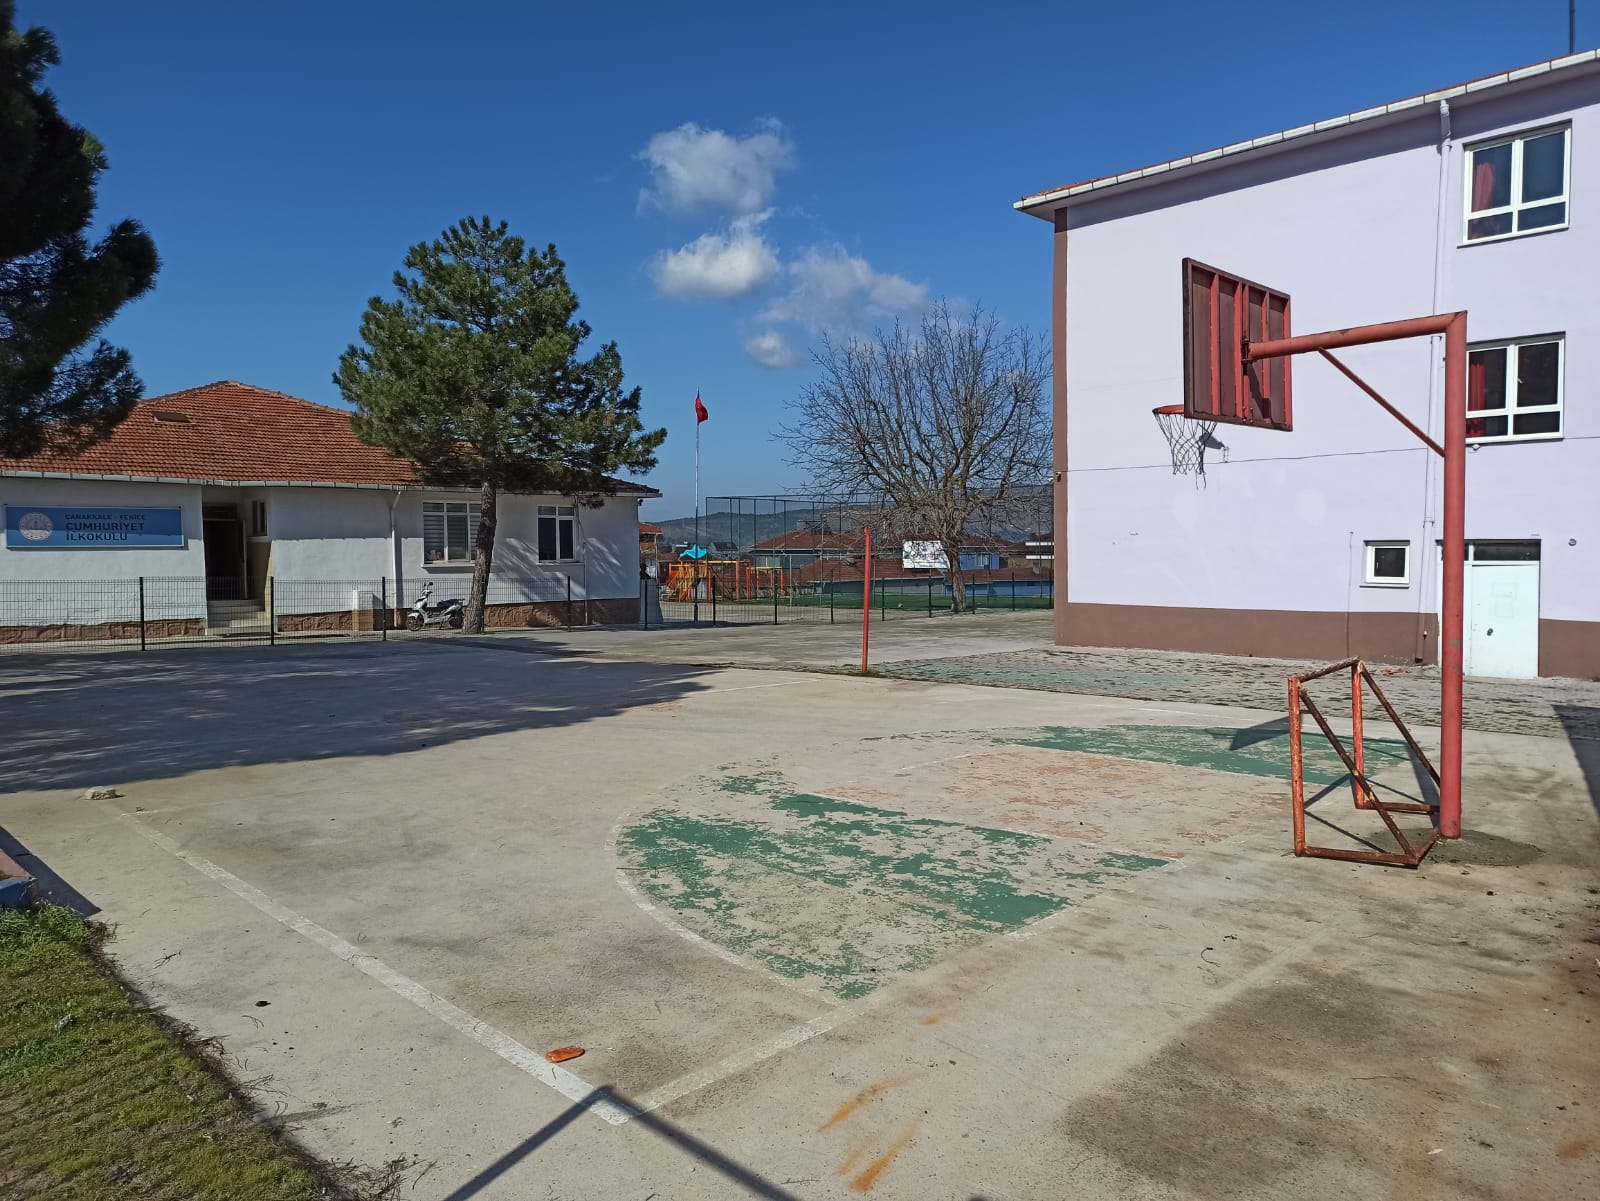 ÇANAKKALE - YENİCE
CUMHURİYET
İLKOKULU